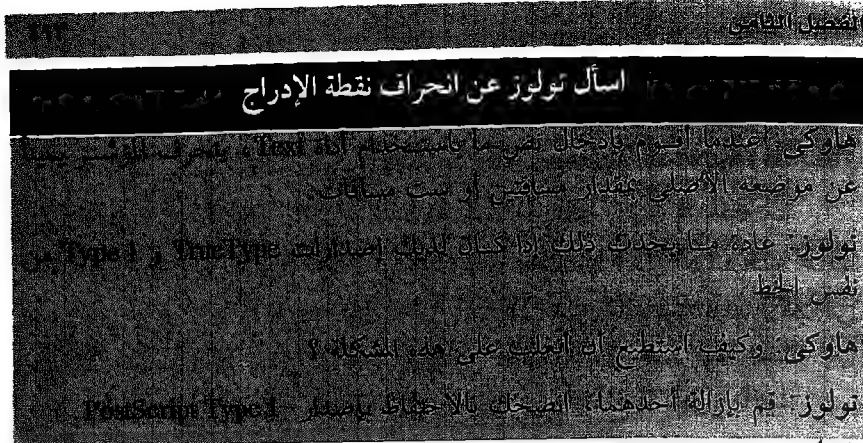 الفصل الثامن
اسأل تولوز عن انحراف نقطة الإدراج
هاوكي: عندما أقوم بإدخال نص ما باستخدام أداة Text، ينحرف المؤشر بعيداً
عن موضعه الأصلي بمقدار مسافتين أو ست مسافات.
تولوز: عادة ما يحدث ذلك إذا كان لديك إصدارات TrueType و Type 1 من
نفس الخط
هاوكي: وكيف أستطيع أن أتغلب على هذه المشكلة ؟
تولوز: قم بإزالة أحدهما، أنصحك بالاحتفاظ بإصدار PostScript Type 1.